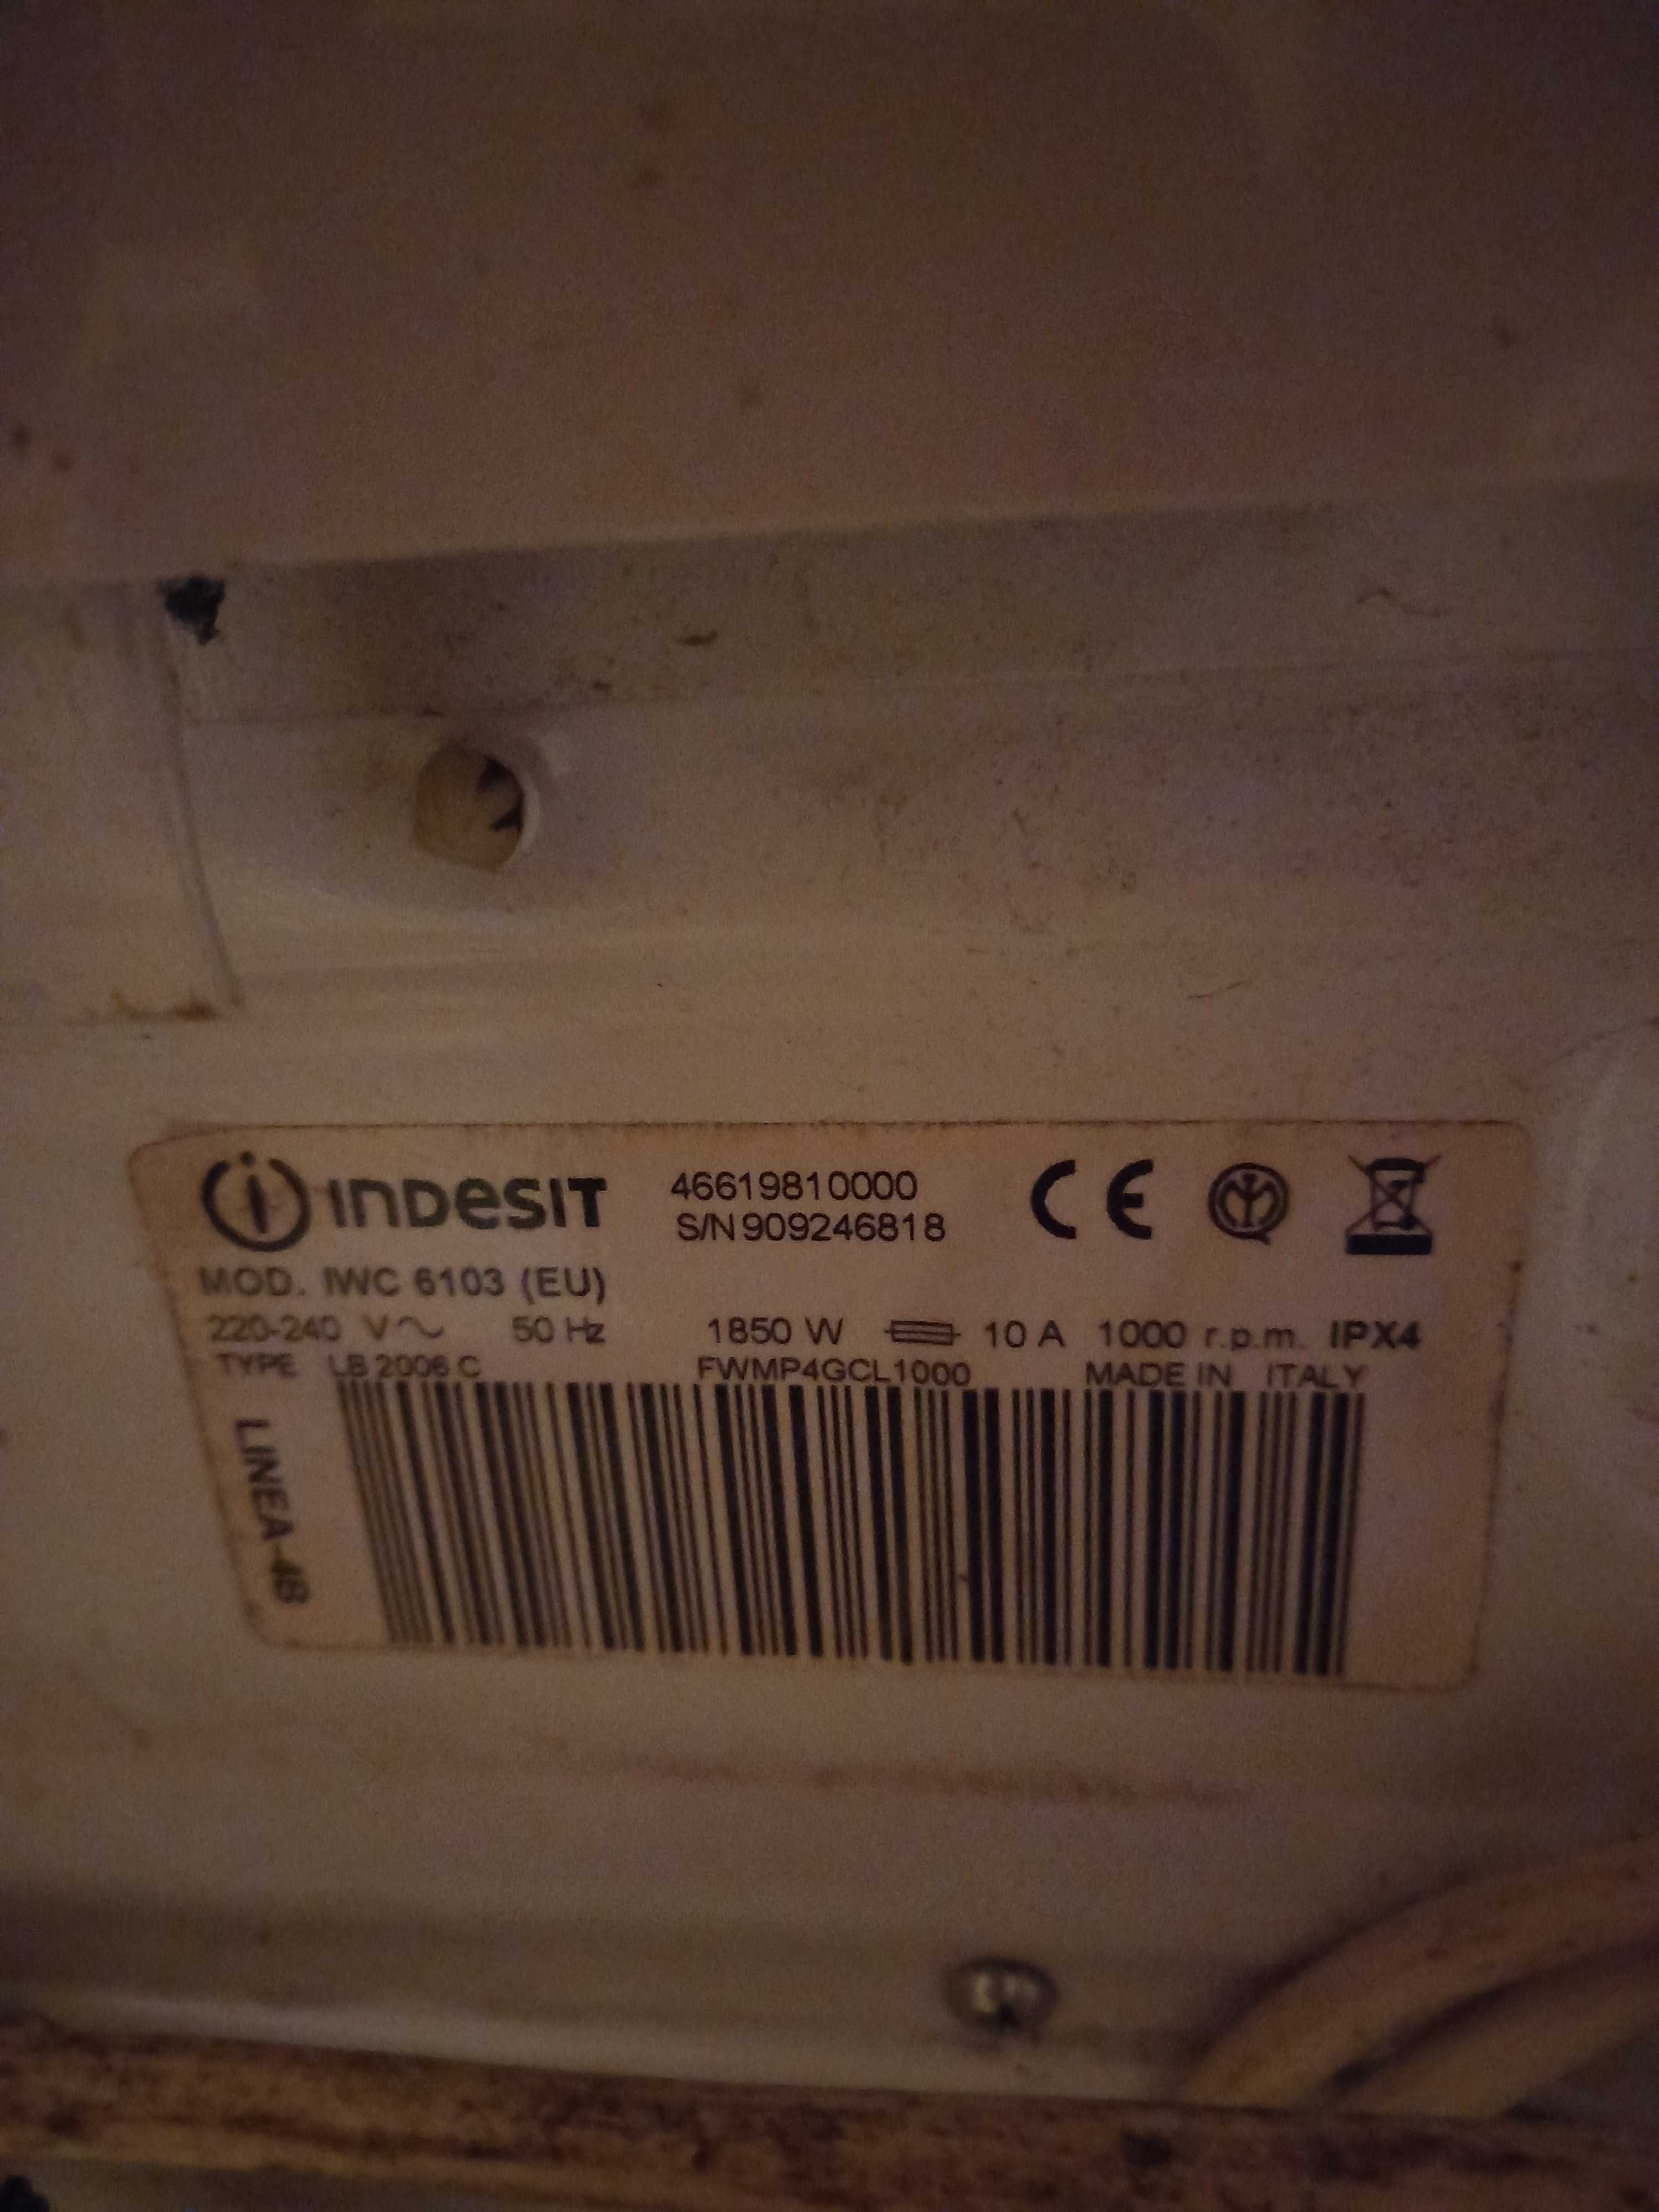 INDESIT 46619810000 CE
S/N 909246818
MOD. IWC 6103 (EU)
220-240 V~ 50 Hz 1850 W 10 A 1000 r.p.m. IPX4
TYPE LB 2006 C FWMP4GCL1000 MADE IN ITALY
LINEA-4B